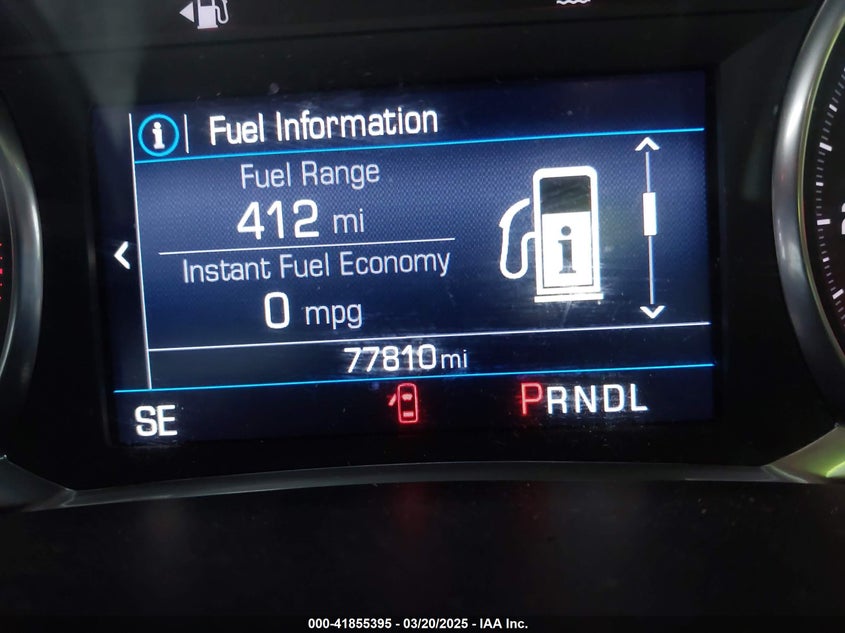 Fuel Information
Fuel Range
412 mi
Instant Fuel Economy
0 mpg
77810mi
SE
PRNDL
000-41855395 - 03/20/2025 - IAA Inc.